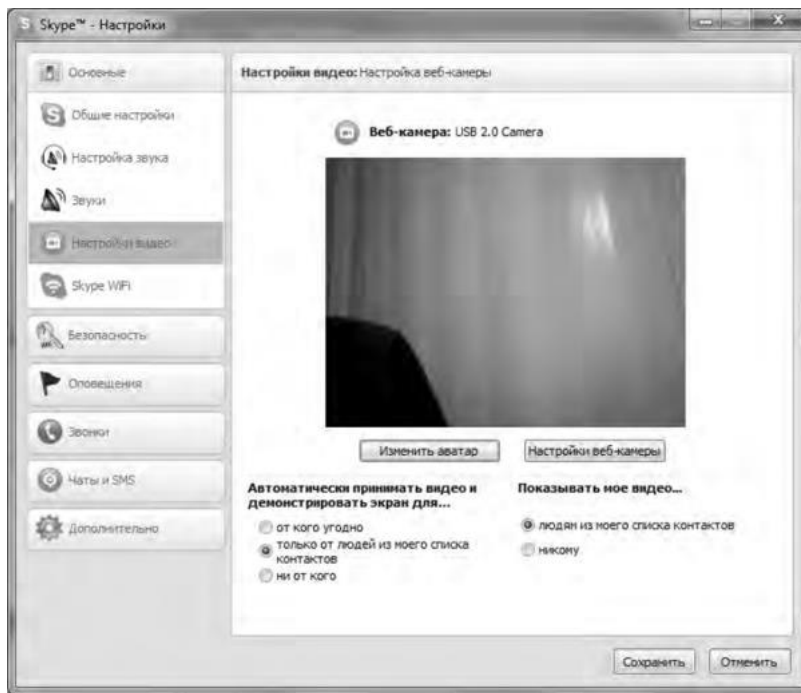 Skype™ - Настройки
Основные
Общие настройки
Настройка звука
Звуки
Настройки видео
Skype WiFi
Безопасность
Оповещения
Звонки
Чаты и SMS
Дополнительно
Настройки видео: Настройка веб-камеры
Веб-камера: USB 2.0 Camera
Изменить аватар
Настройки веб-камеры
Автоматически принимать видео и
демонстрировать экран для...
от кого угодно
только от людей из моего списка
контактов
ни от кого
Показывать мое видео...
людям из моего списка контактов
никому
Сохранить
Отменить